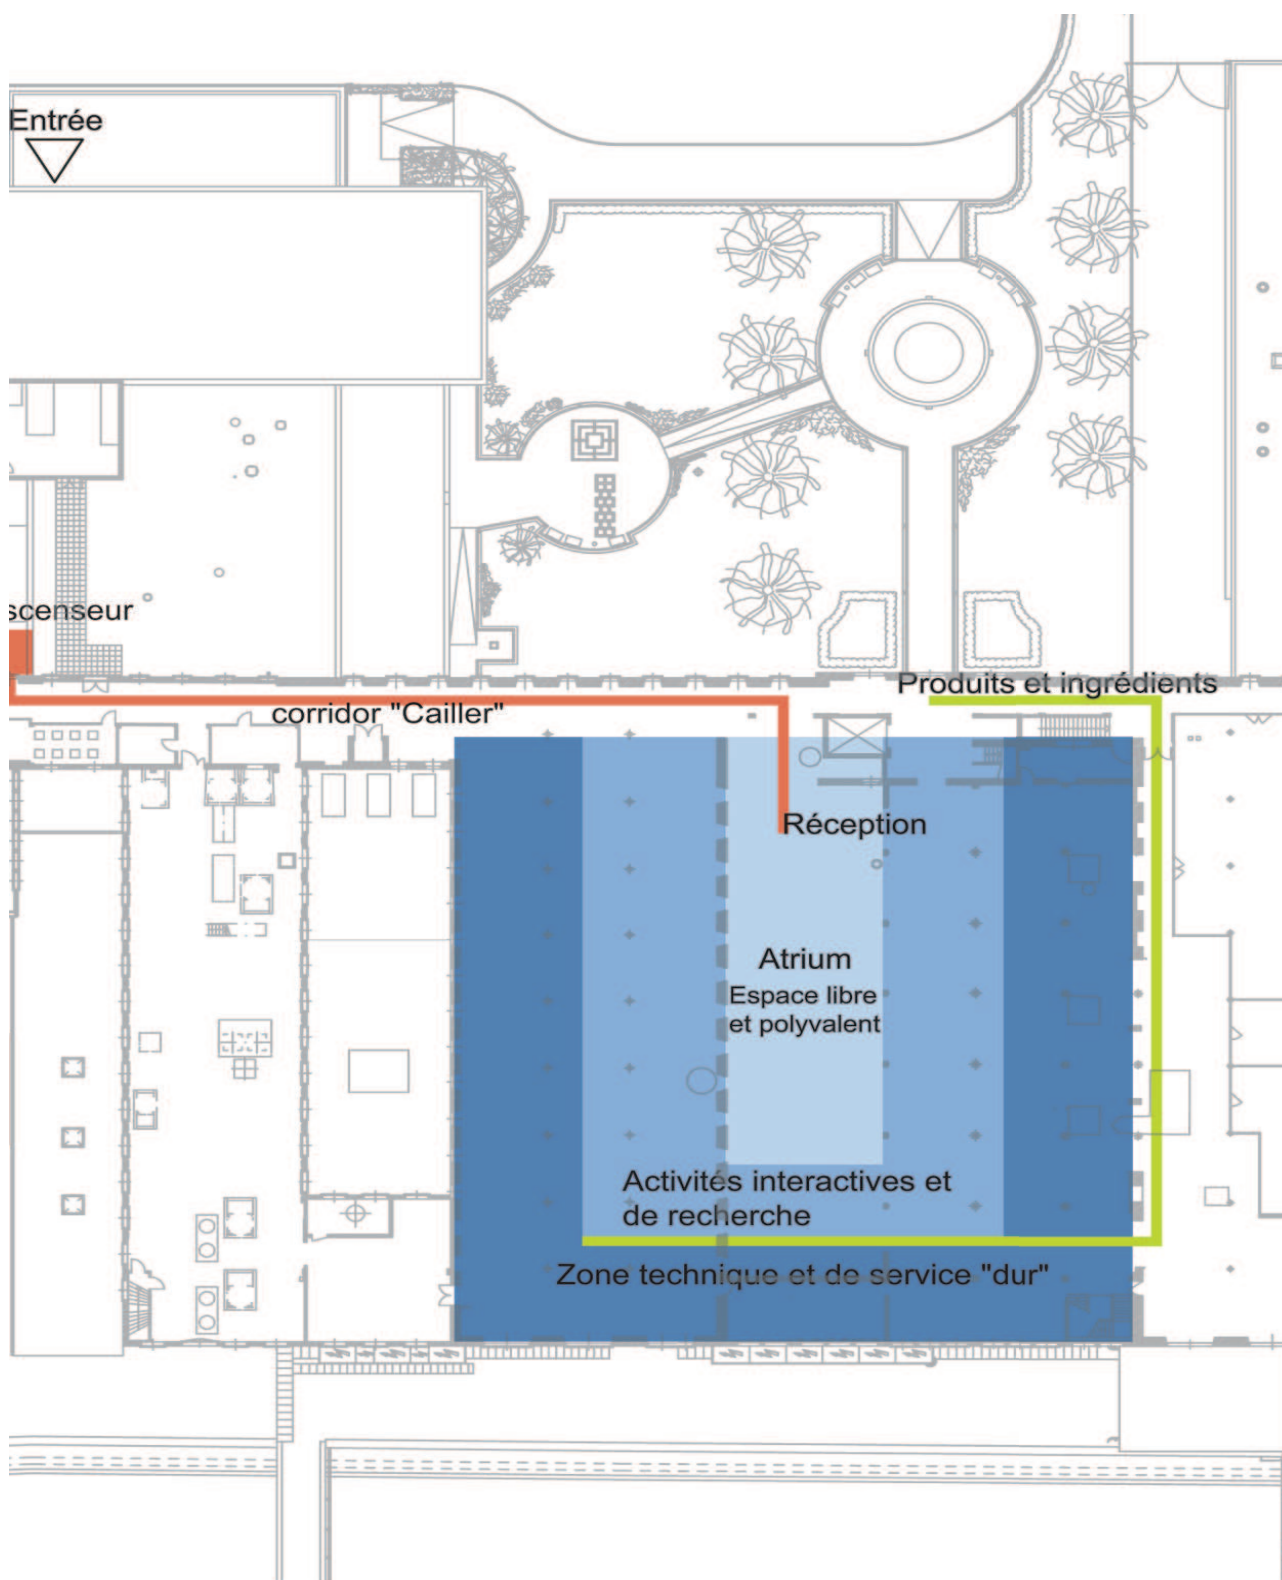 Entrée
scenseur
Produits et ingrédients
corridor "Cailler"
Réception
Atrium
Espace libre
et polyvalent
Activités interactives et
de recherche
Zone technique et de service "dur"